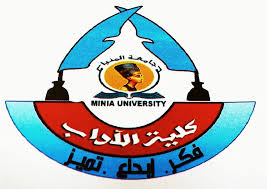 جامعة المنيا
MINIA UNIVERSITY
كلية الآداب
فكر . إبداع . تميز